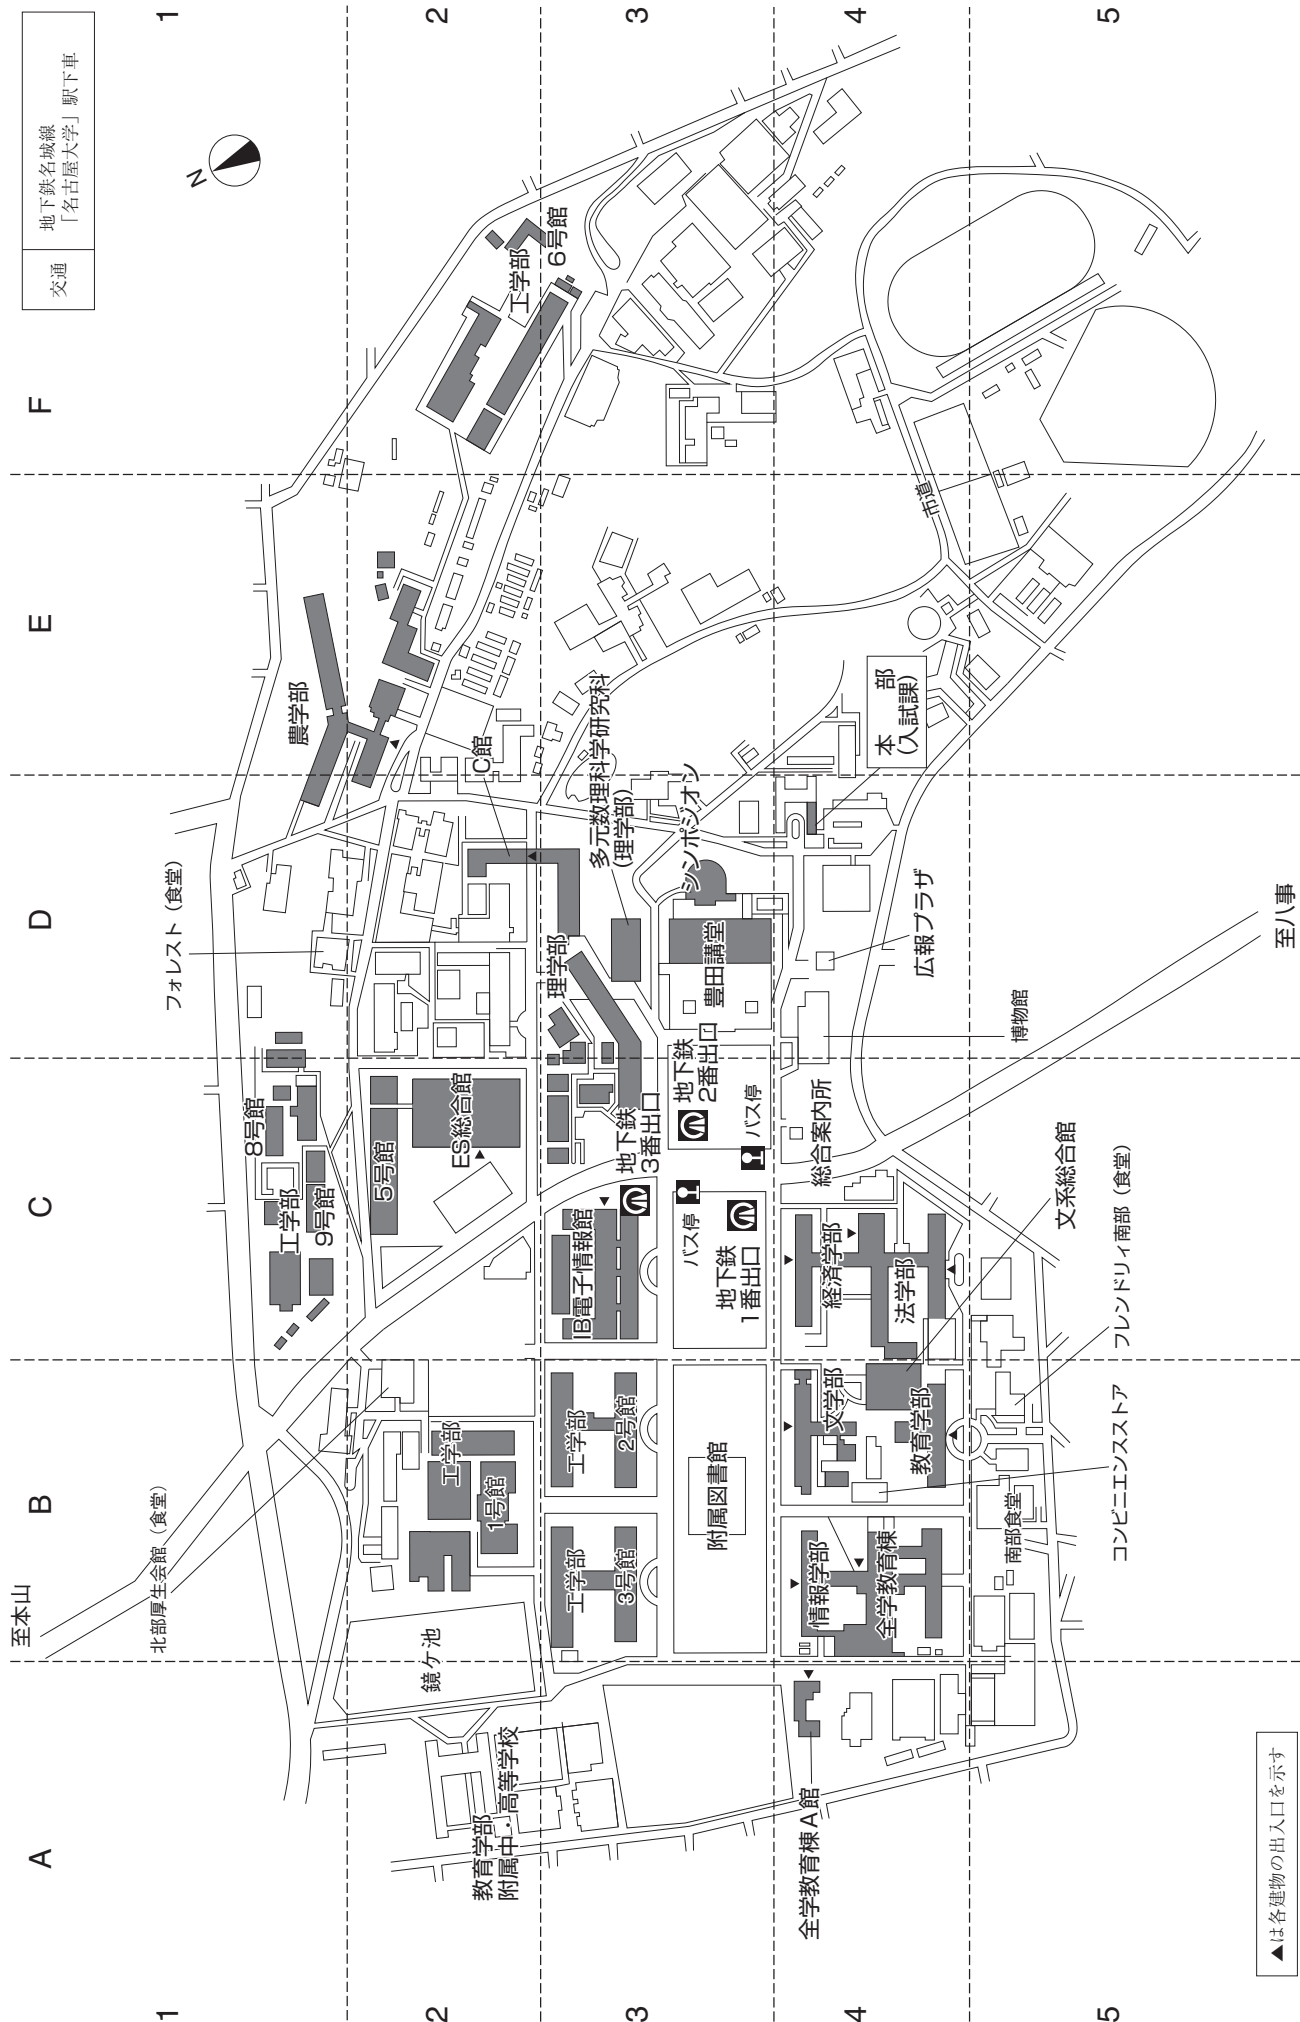 交通
地下鉄名城線
「名古屋大学」駅下車
N
1
2
3
4
5
F
E
D
C
B
A
1
2
3
4
5
工学部
6号館
市道
農学部
C館
多元数理科学研究科
(理学部)
シンポジオン
本　部
(入試課)
フォレスト（食堂）
理学部
豊田講堂
広報プラザ
博物館
至八事
8号館
工学部
9号館
5号館
ES総合館
地下鉄
3番出口
地下鉄
2番出口
バス停
総合案内所
IB電子情報館
バス停
地下鉄
1番出口
経済学部
法学部
文系総合館
フレンドリィ南部（食堂）
至本山
北部厚生会館（食堂）
工学部
1号館
工学部
2号館
工学部
3号館
附属図書館
文学部
教育学部
コンビニエンスストア
南部食堂
情報学部
全学教育棟
鏡ケ池
教育学部
附属中・高等学校
全学教育棟A館
▲は各建物の出入口を示す